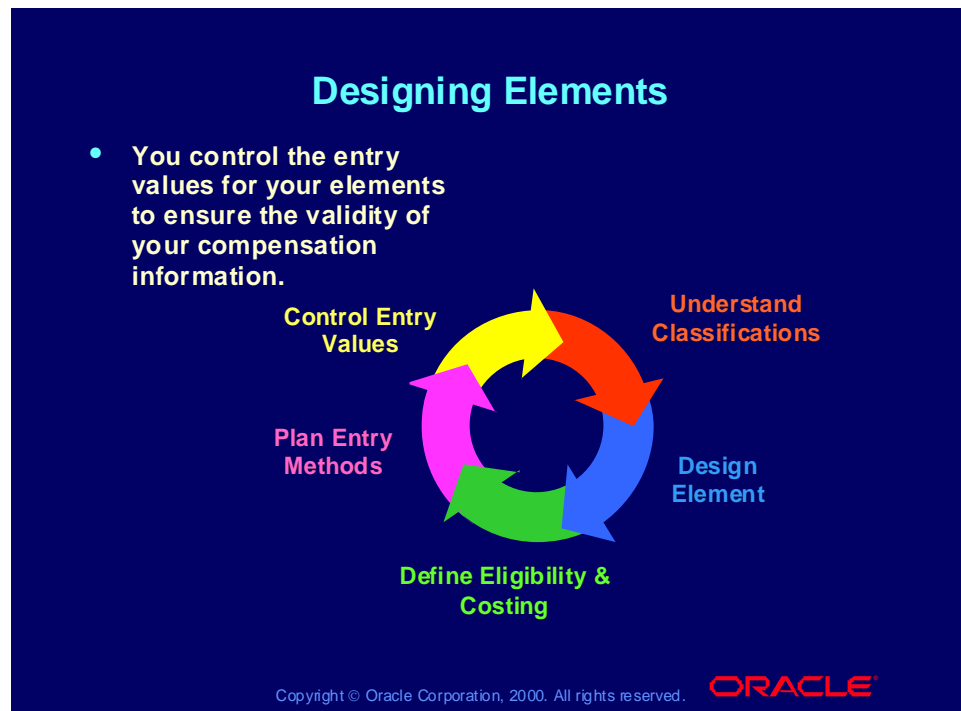 Designing Elements
• You control the entry
values for your elements
to ensure the validity of
your compensation
information.
Control Entry
Values
Understand
Classifications
Plan Entry
Methods
Design
Element
Define Eligibility &
Costing
Copyright © Oracle Corporation, 2000. All rights reserved.
ORACLE®